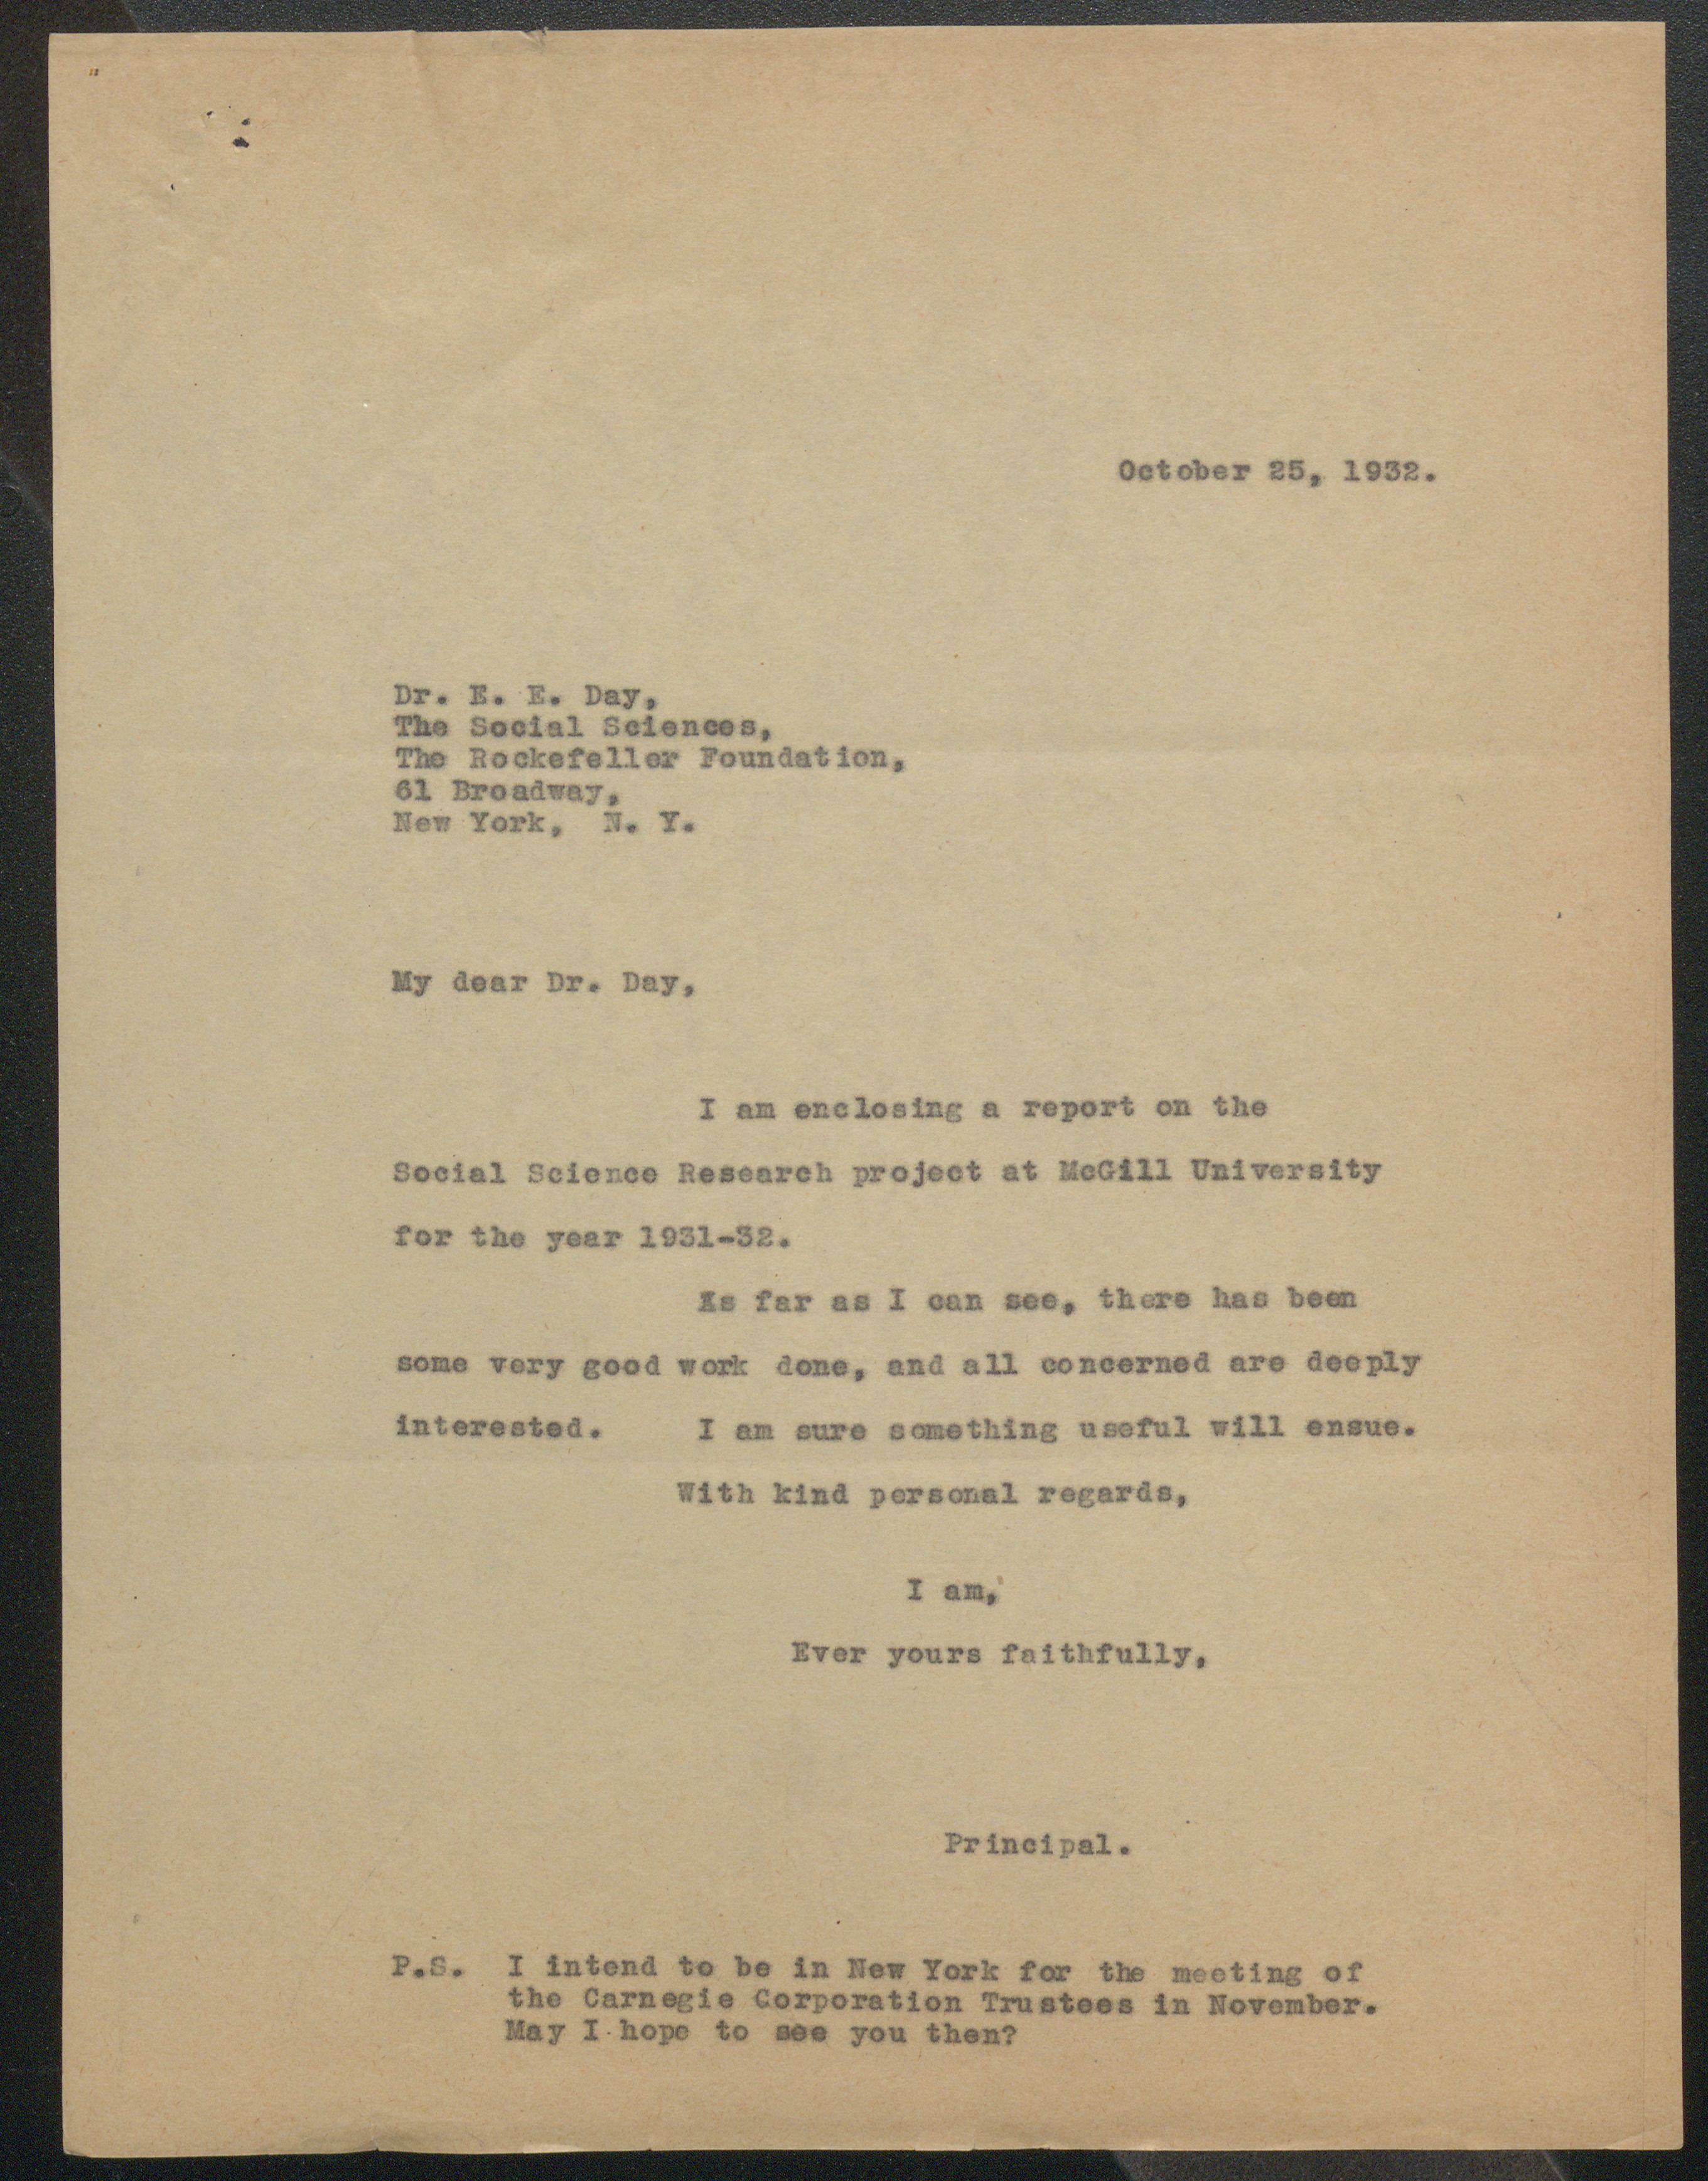 October 25, 1932.
Dr. E. E. Day,
The Social Sciences,
The Rockefeller Foundation,
61 Broadway,
New York, N. Y.
My dear Dr. Day,
I am enclosing a report on the
Social Science Research project at McGill University
for the year 1931-32.
As far as I can see, there has been
some very good work done, and all concerned are deeply
interested. I am sure something useful will ensue.
With kind personal regards,
I am,
Ever yours faithfully,
Principal.
P.S. I intend to be in New York for the meeting of
the Carnegie Corporation Trustees in November.
May I hope to see you then?